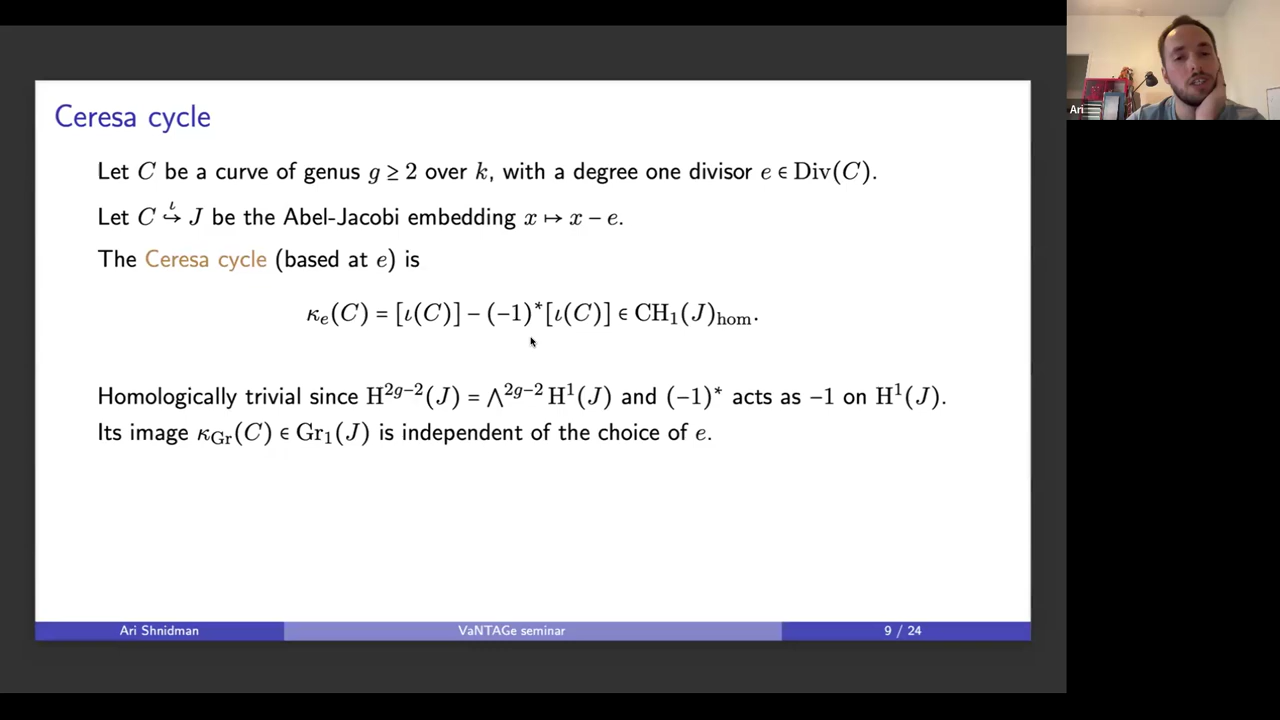 Ceresa cycle
Let C be a curve of genus g ≥ 2 over k, with a degree one divisor e ∈ Div(C).
Let C ↪^ι J be the Abel-Jacobi embedding x ↦ x − e.
The Ceresa cycle (based at e) is
κ_e(C) = [ι(C)] − (−1)^*[ι(C)] ∈ CH_1(J)_hom.
Homologically trivial since H^{2g−2}(J) = ⋀^{2g−2} H^1(J) and (−1)^* acts as −1 on H^1(J).
Its image κ_Gr(C) ∈ Gr_1(J) is independent of the choice of e.
Ari Shnidman VaNTAGe seminar 9 / 24
Ari